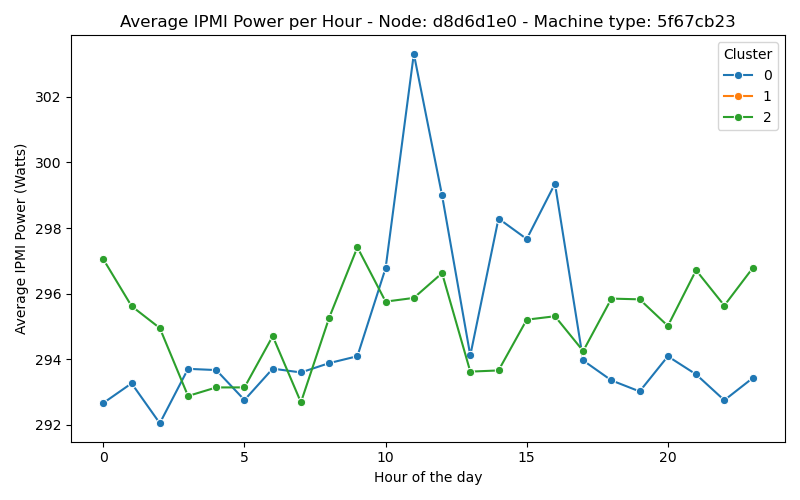 Average IPMI Power per Hour - Node: d8d6d1e0 - Machine type: 5f67cb23
Cluster
0
1
2
302
300
298
296
294
292
Average IPMI Power (Watts)
0 5 10 15 20
Hour of the day